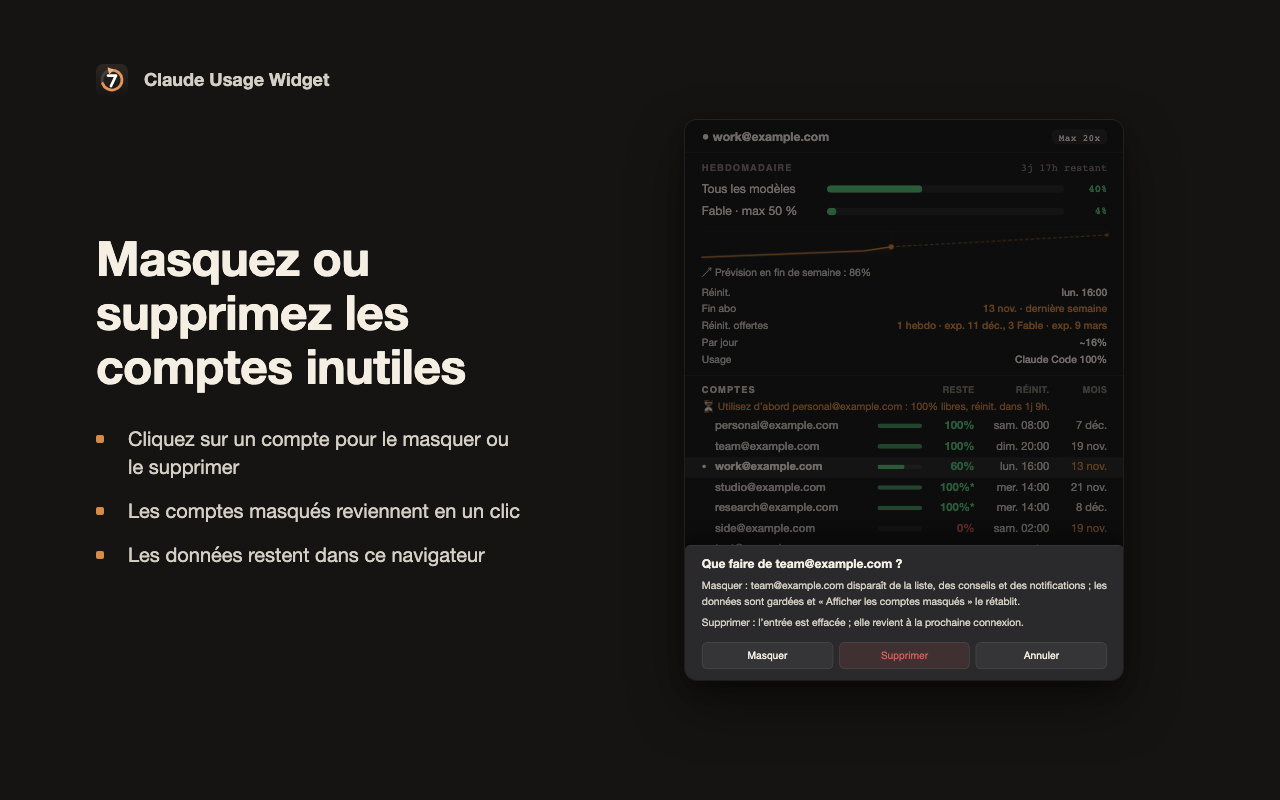 7
Claude Usage Widget
Masquez ou
supprimez les
comptes inutiles
Cliquez sur un compte pour le masquer ou
le supprimer
Les comptes masqués reviennent en un clic
Les données restent dans ce navigateur
• work@example.com Max 20x
HEBDOMADAIRE 3j 17h restant
Tous les modèles 40%
Fable · max 50 % 4%
Prévision en fin de semaine : 86%
Réinit. lun. 16:00
Fin abo 13 nov. · dernière semaine
Réinit. offertes 1 hebdo · exp. 11 déc., 3 Fable · exp. 9 mars
Par jour ~16%
Usage Claude Code 100%
COMPTES RESTE RÉINIT. MOIS
⏳ Utilisez d’abord personal@example.com : 100% libres, réinit. dans 1j 9h.
personal@example.com 100% sam. 08:00 7 déc.
team@example.com 100% dim. 20:00 19 nov.
• work@example.com 60% lun. 16:00 13 nov.
studio@example.com 100%* mer. 14:00 21 nov.
research@example.com 100%* mer. 14:00 8 déc.
side@example.com 0% sam. 02:00 19 nov.
Que faire de team@example.com ?
Masquer : team@example.com disparaît de la liste, des conseils et des notifications ; les
données sont gardées et « Afficher les comptes masqués » le rétablit.
Supprimer : l’entrée est effacée ; elle revient à la prochaine connexion.
Masquer Supprimer Annuler